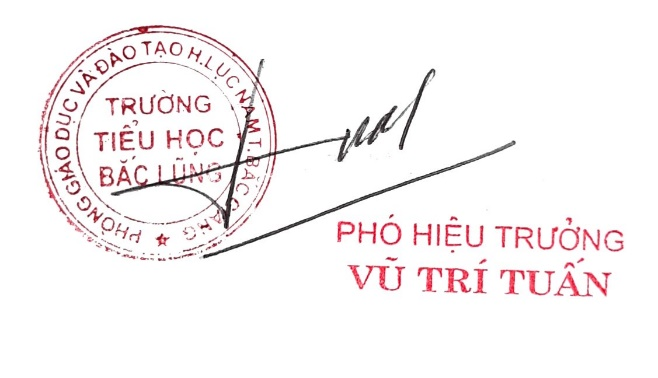 PHÒNG GIÁO DỤC VÀ ĐÀO TẠO H.LỤC NAM T.BẮC GIANG
TRƯỜNG
TIỂU HỌC
BẮC LŨNG
PHÓ HIỆU TRƯỞNG
VŨ TRÍ TUẤN